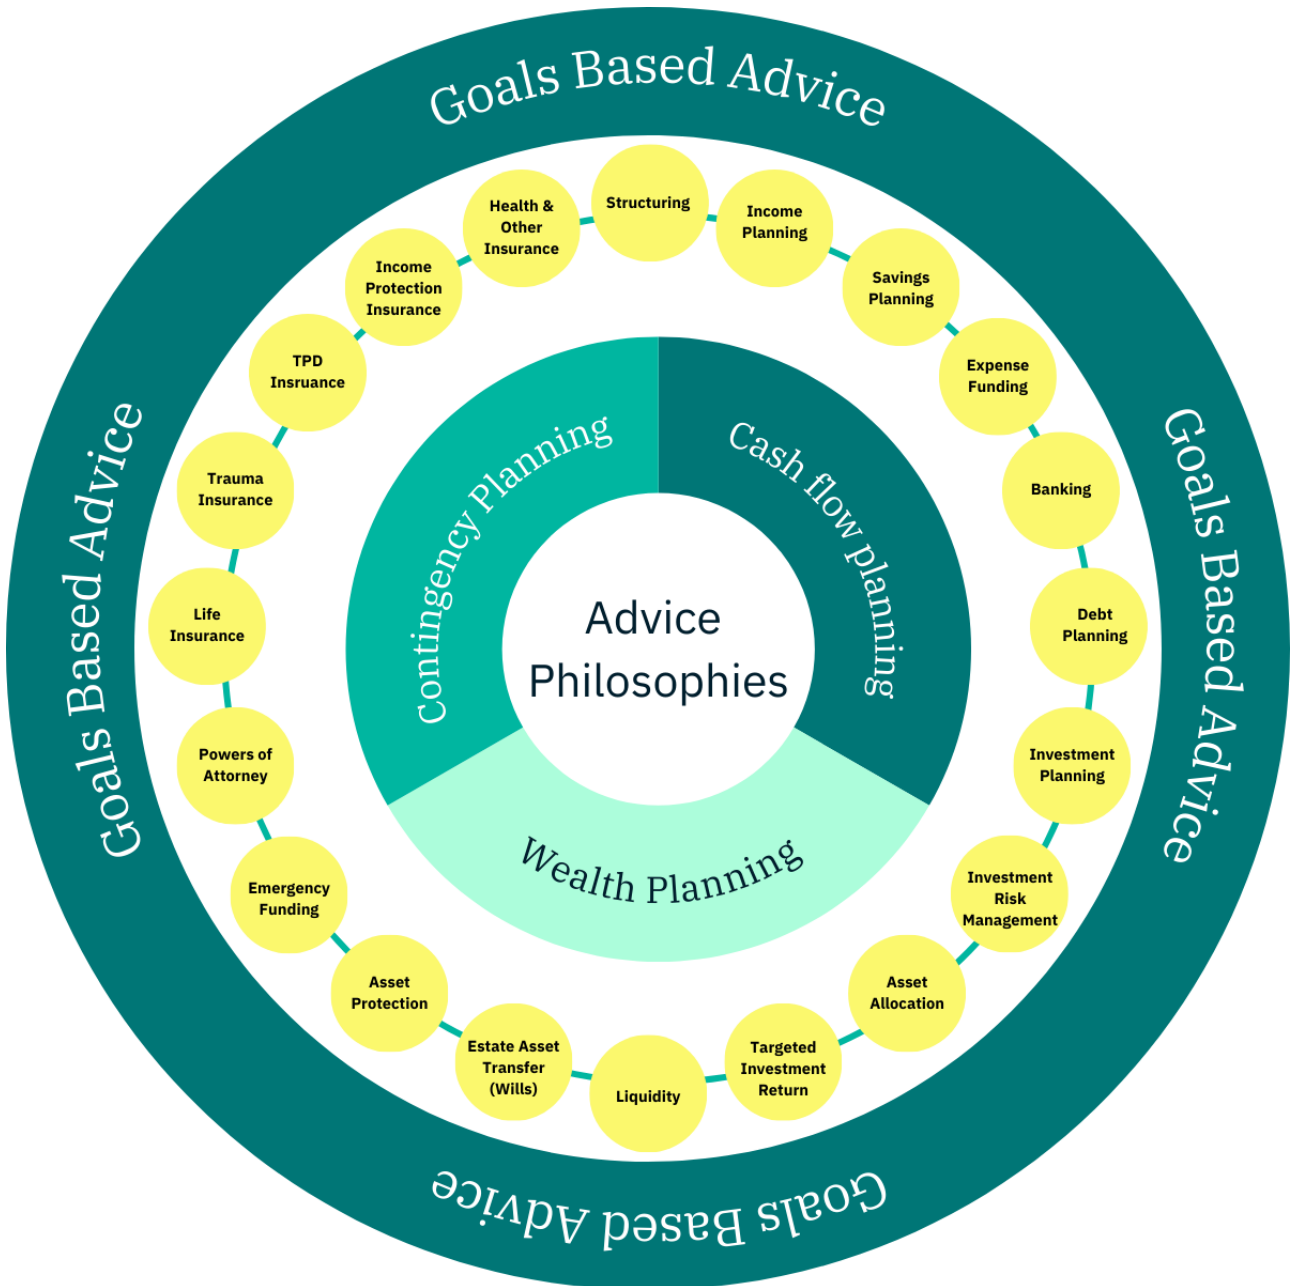 Goals Based Advice
Structuring
Income
Planning
Savings
Planning
Expense
Funding
Banking
Debt
Planning
Investment
Planning
Investment
Risk
Management
Asset
Allocation
Targeted
Investment
Return
Liquidity
Estate Asset
Transfer
(Wills)
Asset
Protection
Emergency
Funding
Powers of
Attorney
Life
Insurance
Trauma
Insurance
TPD
Insruance
Income
Protection
Insurance
Health &
Other
Insurance
Goals Based Advice
Goals Based Advice
Goals Based Advice
Contingency Planning
Cash flow planning
Wealth Planning
Advice
Philosophies